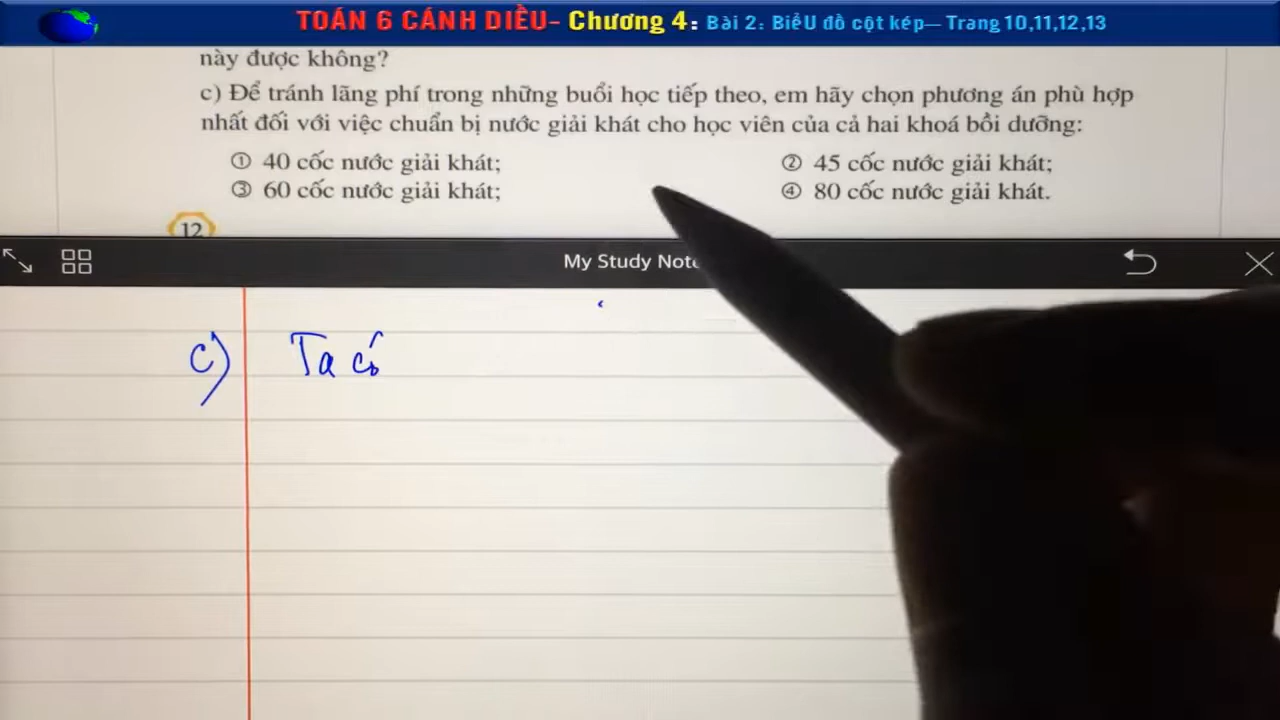 TOÁN 6 CÁNH DIỀU- Chương 4: Bài 2: BiểU đồ cột kép— Trang 10,11,12,13
này được không?
c) Để tránh lãng phí trong những buổi học tiếp theo, em hãy chọn phương án phù hợp
nhất đối với việc chuẩn bị nước giải khát cho học viên của cả hai khoá bồi dưỡng:
① 40 cốc nước giải khát; ② 45 cốc nước giải khát;
③ 60 cốc nước giải khát; ④ 80 cốc nước giải khát.
12
My Study Note
c) Ta có